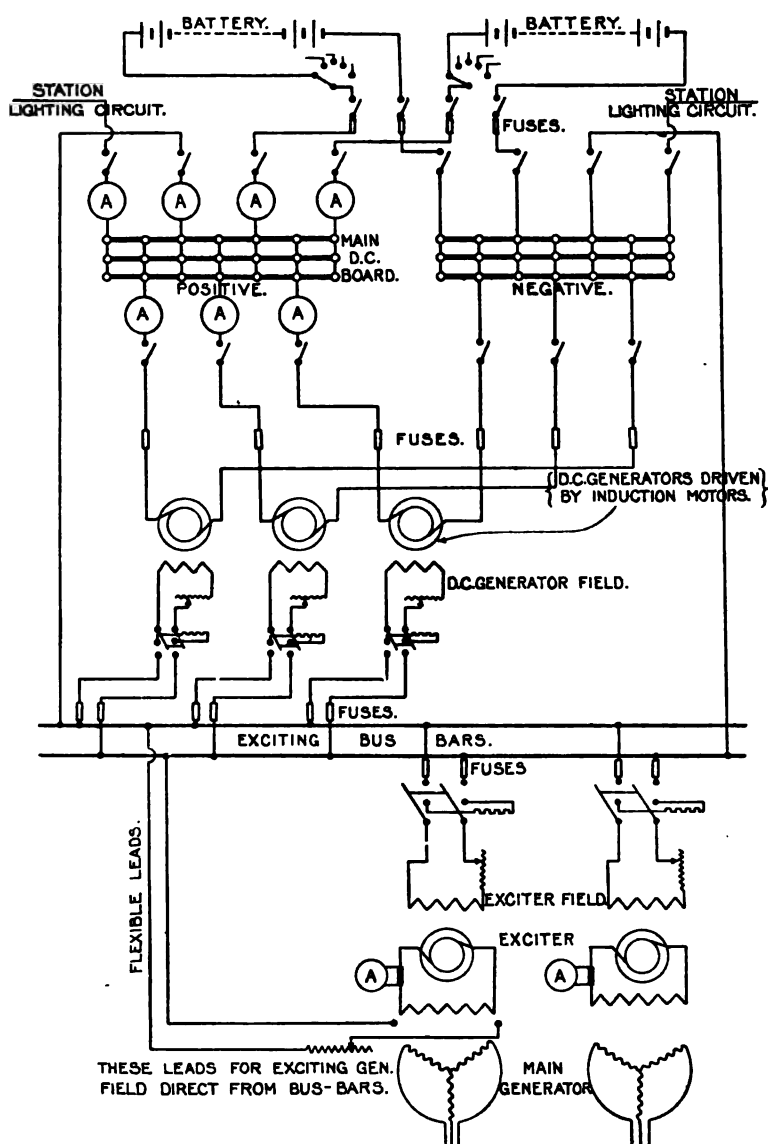 BATTERY.
BATTERY.
STATION
LIGHTING CIRCUIT.
STATION
LIGHTING CIRCUIT.
FUSES.
A
A
A
A
MAIN
D.C.
BOARD.
POSITIVE.
NEGATIVE.
A
A
A
FUSES.
D.C. GENERATORS DRIVEN
BY INDUCTION MOTORS.
D.C. GENERATOR FIELD.
FUSES.
EXCITING BUS BARS.
FUSES
FLEXIBLE LEADS.
EXCITER FIELD
EXCITER
A
A
THESE LEADS FOR EXCITING GEN.
FIELD DIRECT FROM BUS-BARS.
MAIN
GENERATOR